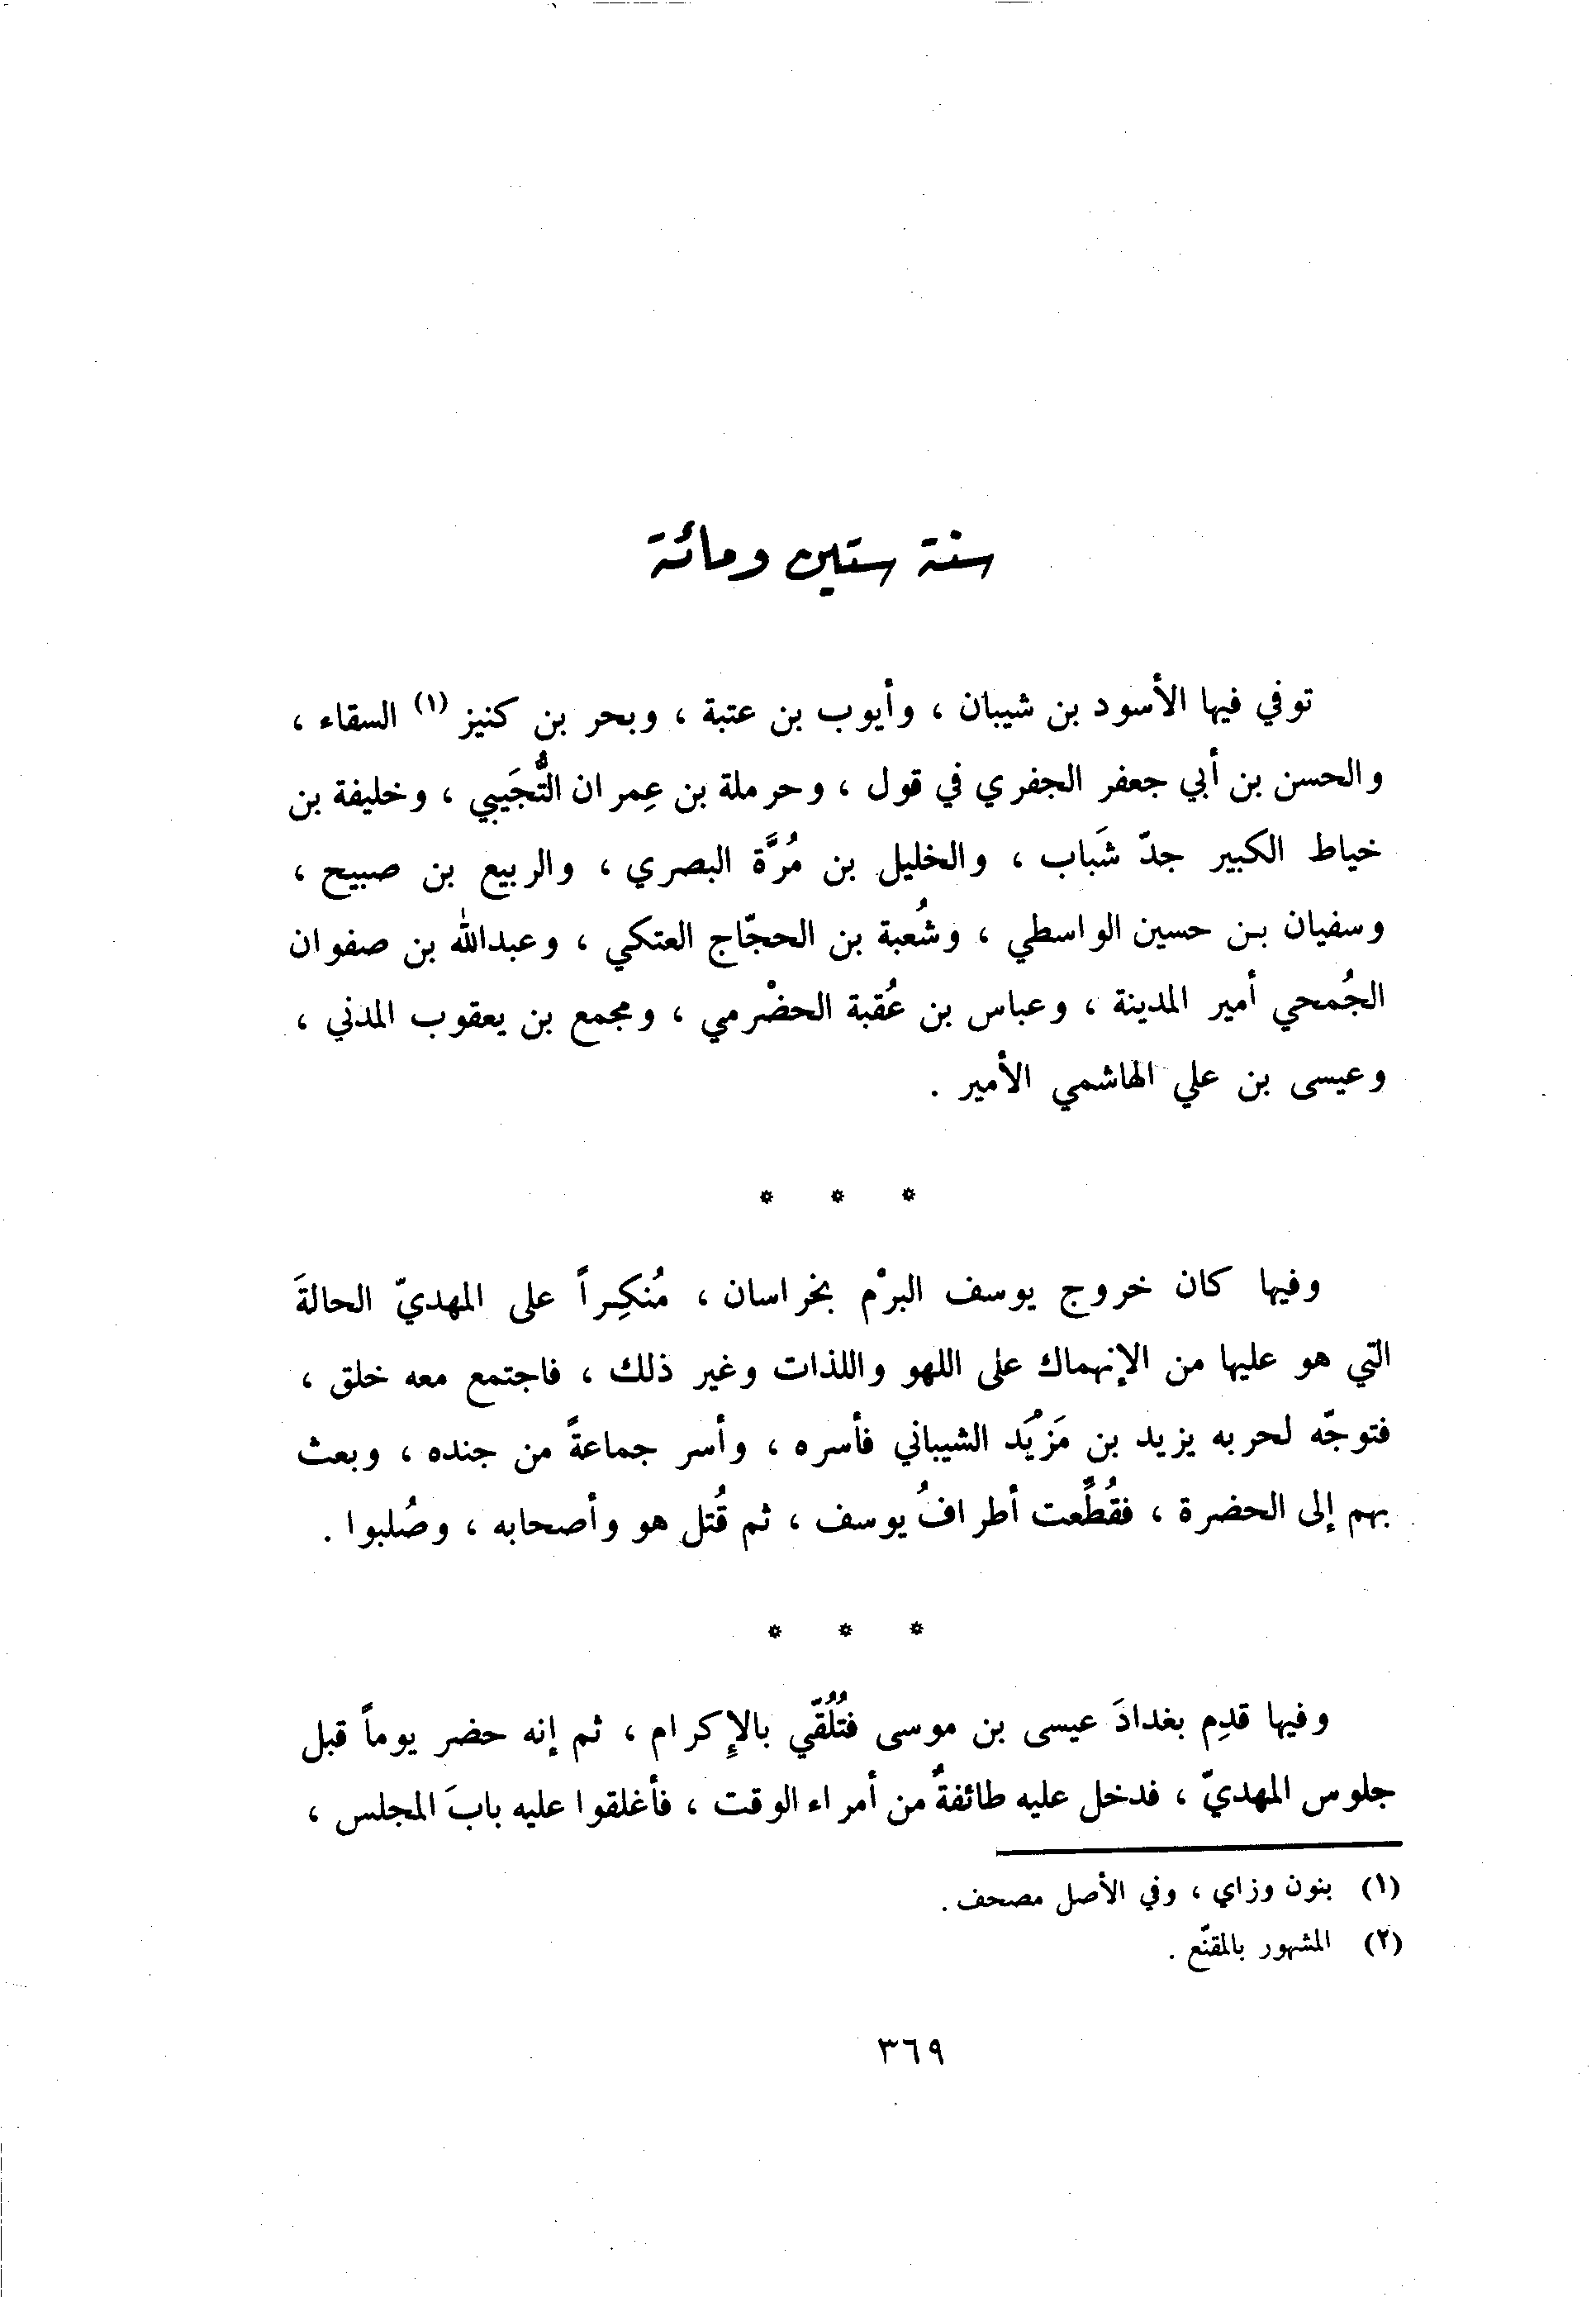 سنة ستين ومائة
توفي فيها الأسود بن شيبان ، وأيوب بن عتبة ، وبحر بن كنيز (١) السقاء ،
والحسن بن أبي جعفر الجفري في قول ، وحرملة بن عِمران التُّجَيبي ، وخليفة بن
خياط الكبير جدّ شَباب ، والخليل بن مُرَّة البصري ، والربيع بن صبيح ،
وسفيان بن حسين الواسطي ، وشُعبة بن الحجّاج العتكي ، وعبدالله بن صفوان
الجُمحي أمير المدينة ، وعباس بن عُقبة الحضْرمي ، ومجمع بن يعقوب المدني ،
وعيسى بن علي الهاشمي الأمير .
* * *
وفيها كان خروج يوسف البرْم بخراسان ، مُنكِراً على المهديّ الحالةَ
التي هو عليها من الإنهماك على اللهو واللذات وغير ذلك ، فاجتمع معه خلق ،
فتوجّه لحربه يزيد بن مَزْيَد الشيباني فأسره ، وأسر جماعةً من جنده ، وبعث
بهم إلى الحضرة ، فقُطِّعت أطرافُ يوسف ، ثم قُتل هو وأصحابه ، وصُلبوا .
* * *
وفيها قدِم بغدادَ عيسى بن موسى فتُلُقّي بالإِكرام ، ثم إنه حضر يوماً قبل
جلوس المهديّ ، فدخل عليه طائفةٌ من أمراء الوقت ، فأغلقوا عليه بابَ المجلس ،
(١) بنون وزاي ، وفي الأصل مصحف .
(٢) المشهور بالمقنّع .
٣٦٩